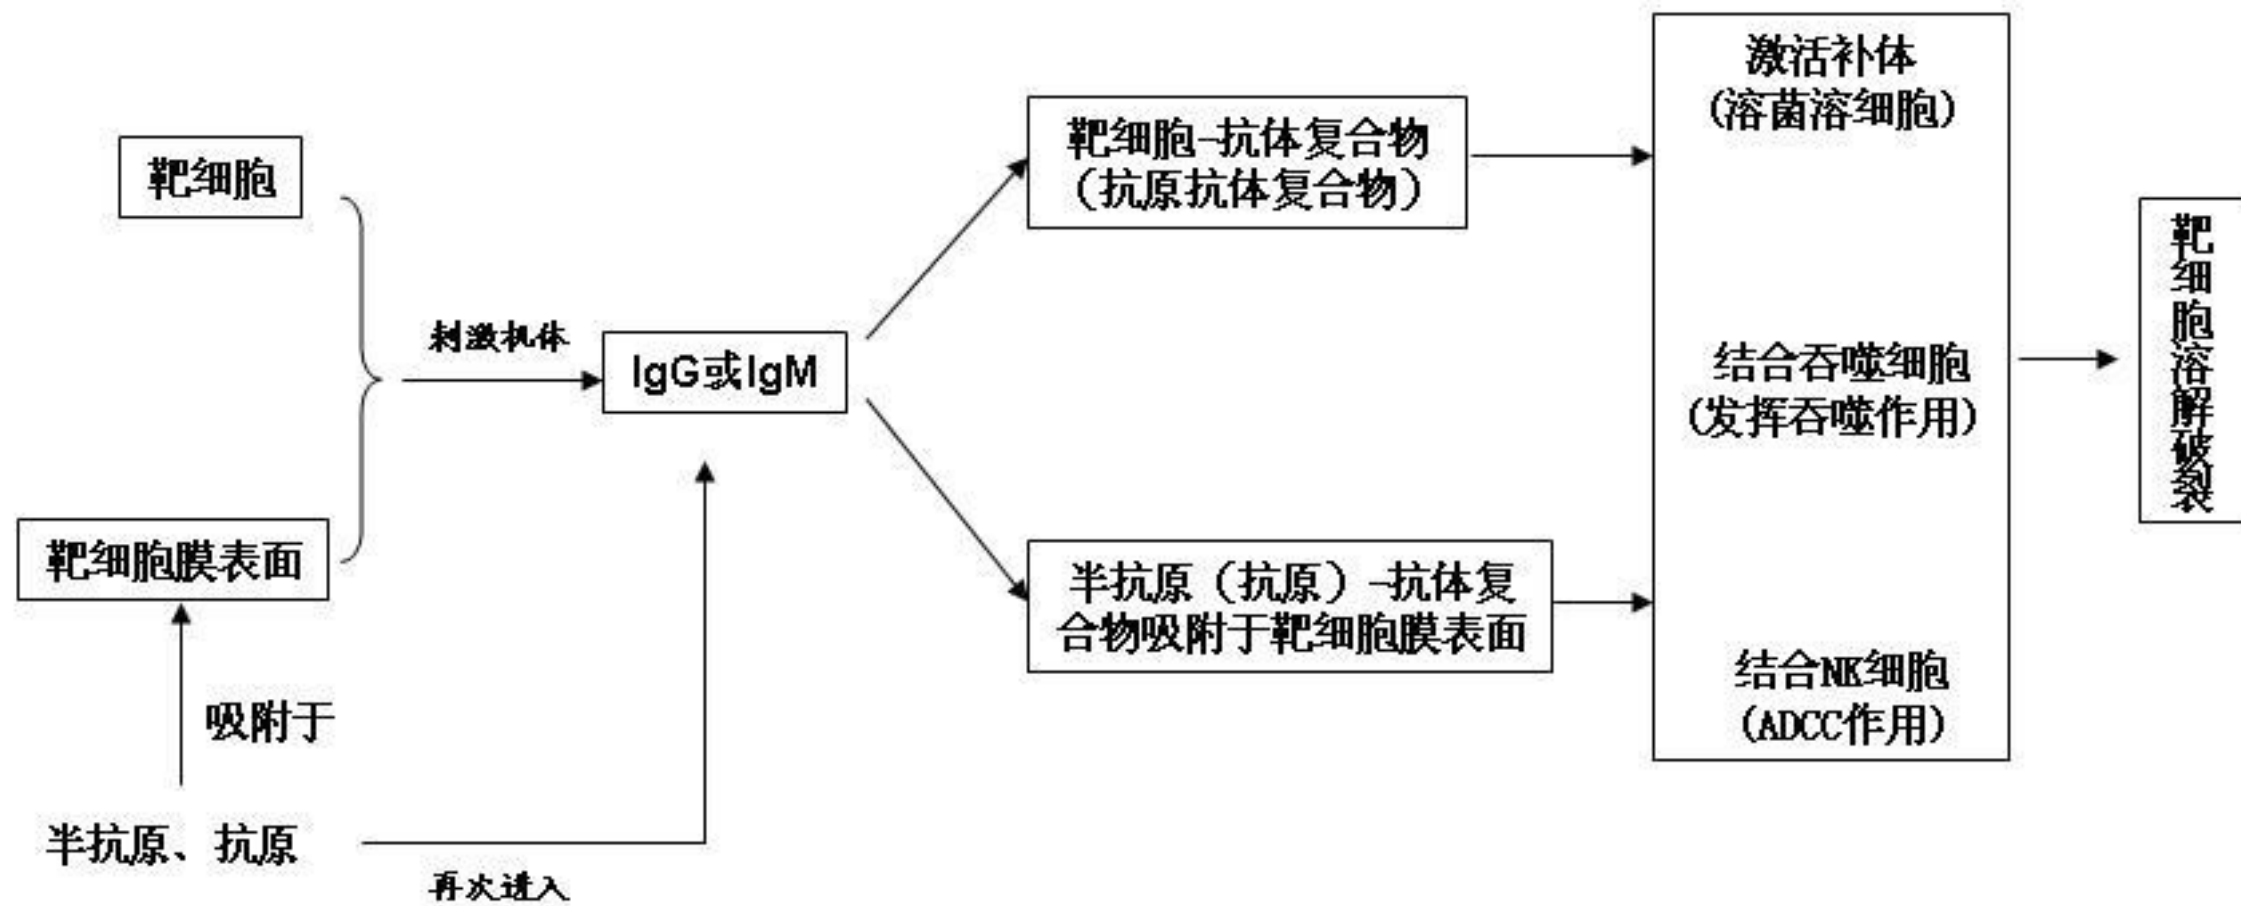 靶细胞
靶细胞膜表面
吸附于
半抗原、抗原
刺激机体
再次进入
IgG或IgM
靶细胞-抗体复合物
（抗原抗体复合物）
半抗原（抗原）-抗体复
合物吸附于靶细胞膜表面
激活补体
(溶菌溶细胞)
结合吞噬细胞
(发挥吞噬作用)
结合NK细胞
(ADCC作用)
靶细胞溶解破裂